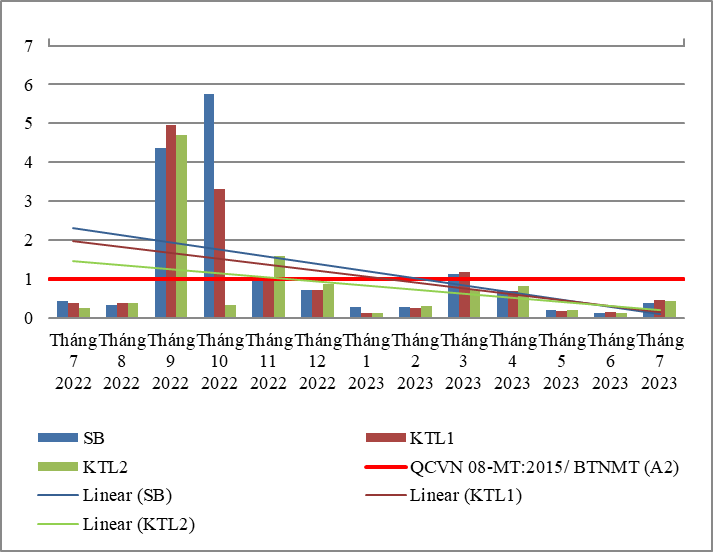 7
6
5
4
3
2
1
0
Tháng Tháng Tháng Tháng Tháng Tháng Tháng Tháng Tháng Tháng Tháng Tháng Tháng
7 8 9 10 11 12 1 2 3 4 5 6 7
2022 2022 2022 2022 2022 2022 2023 2023 2023 2023 2023 2023 2023
SB KTL1
KTL2 QCVN 08-MT:2015/ BTNMT (A2)
Linear (SB) Linear (KTL1)
Linear (KTL2)